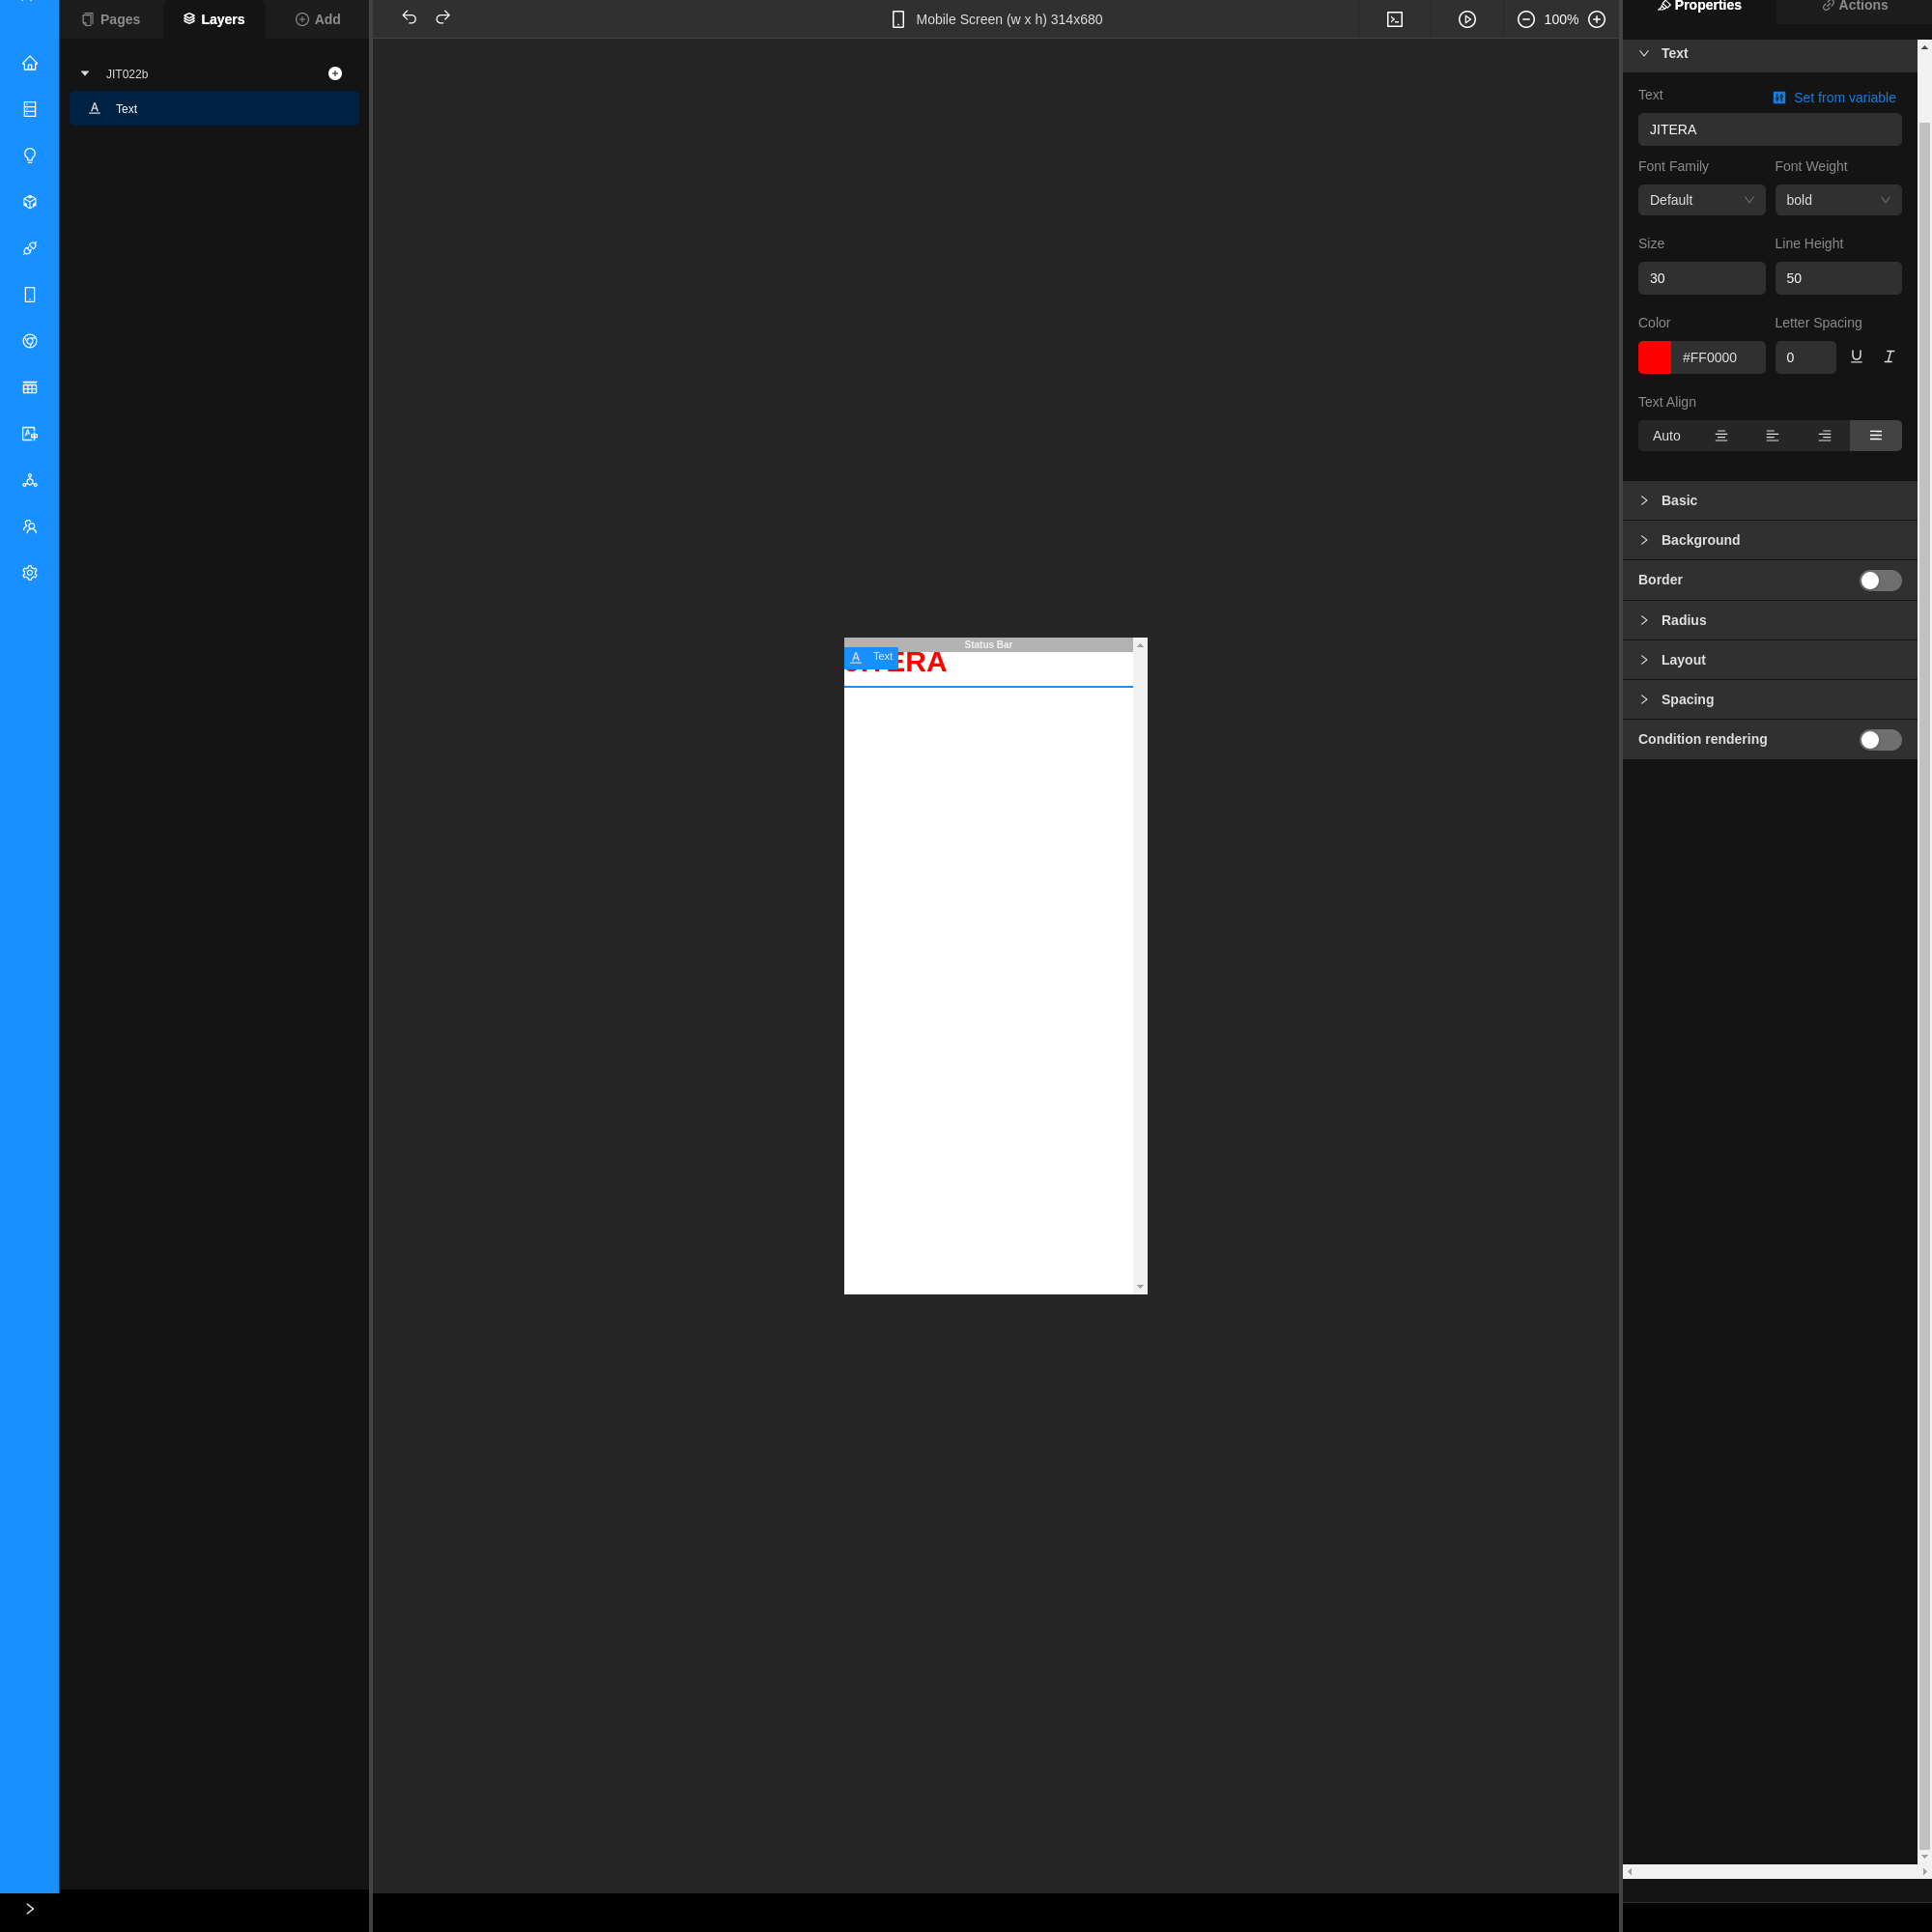 Pages
Layers
Add
Mobile Screen (w x h) 314x680
100%
Properties
Actions
JIT022b
Text
Status Bar
Text
ERA
Text
Text
Set from variable
JITERA
Font Family
Font Weight
Default
bold
Size
Line Height
30
50
Color
Letter Spacing
#FF0000
0
Text Align
Auto
Basic
Background
Border
Radius
Layout
Spacing
Condition rendering